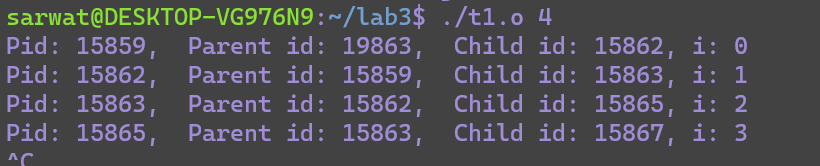 sarwat@DESKTOP-VG976N9:~/lab3$ ./t1.o 4
Pid: 15859,  Parent id: 19863,  Child id: 15862, i: 0
Pid: 15862,  Parent id: 15859,  Child id: 15863, i: 1
Pid: 15863,  Parent id: 15862,  Child id: 15865, i: 2
Pid: 15865,  Parent id: 15863,  Child id: 15867, i: 3
^C